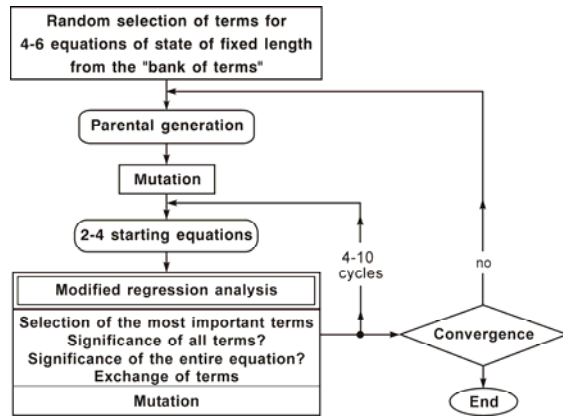 Random selection of terms for
4-6 equations of state of fixed length
from the "bank of terms"
Parental generation
Mutation
2-4 starting equations
4-10
cycles
no
Modified regression analysis
Selection of the most important terms
Significance of all terms?
Significance of the entire equation?
Exchange of terms
Mutation
Convergence
End